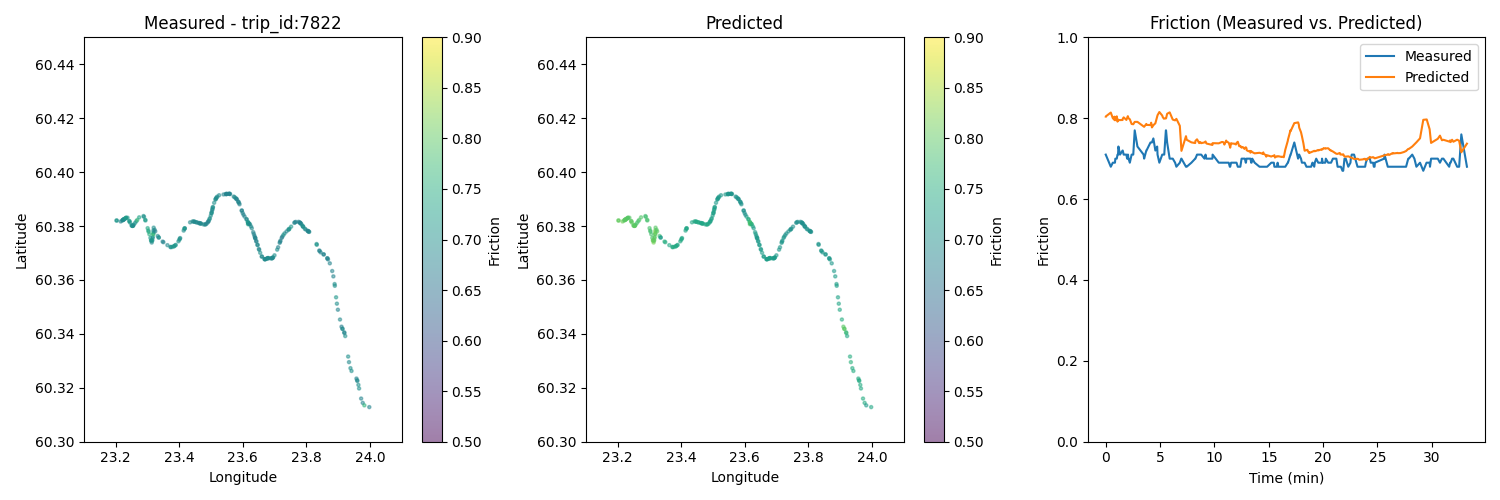 Measured - trip_id:7822
Latitude
60.44
60.42
60.40
60.38
60.36
60.34
60.32
60.30
23.2 23.4 23.6 23.8 24.0
Longitude
0.90
0.85
0.80
0.75
0.70
0.65
0.60
0.55
0.50
Friction
Predicted
Latitude
60.44
60.42
60.40
60.38
60.36
60.34
60.32
60.30
23.2 23.4 23.6 23.8 24.0
Longitude
0.90
0.85
0.80
0.75
0.70
0.65
0.60
0.55
0.50
Friction
Friction (Measured vs. Predicted)
Friction
1.0
0.8
0.6
0.4
0.2
0.0
Measured
Predicted
0 5 10 15 20 25 30
Time (min)